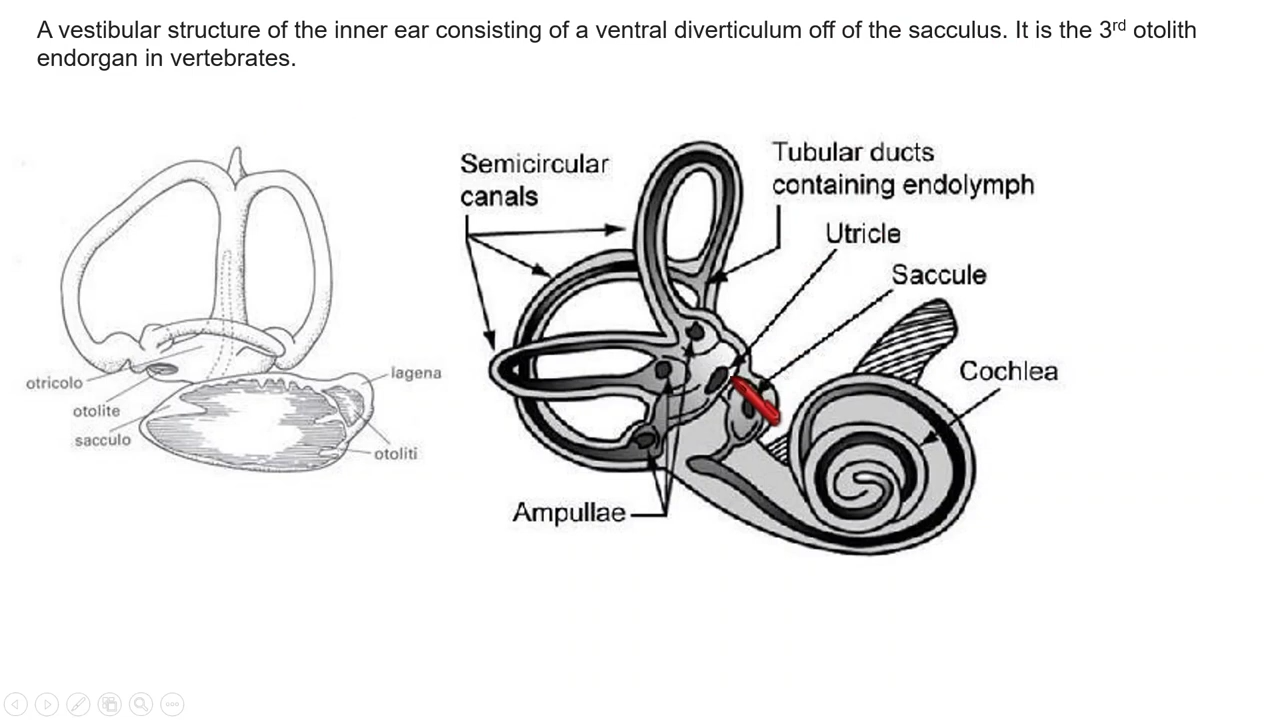 A vestibular structure of the inner ear consisting of a ventral diverticulum off of the sacculus. It is the 3rd otolith
endorgan in vertebrates.
Semicircular
canals
Tubular ducts
containing endolymph
Utricle
Saccule
Cochlea
Ampullae
otricolo
otolite
sacculo
lagena
otoliti